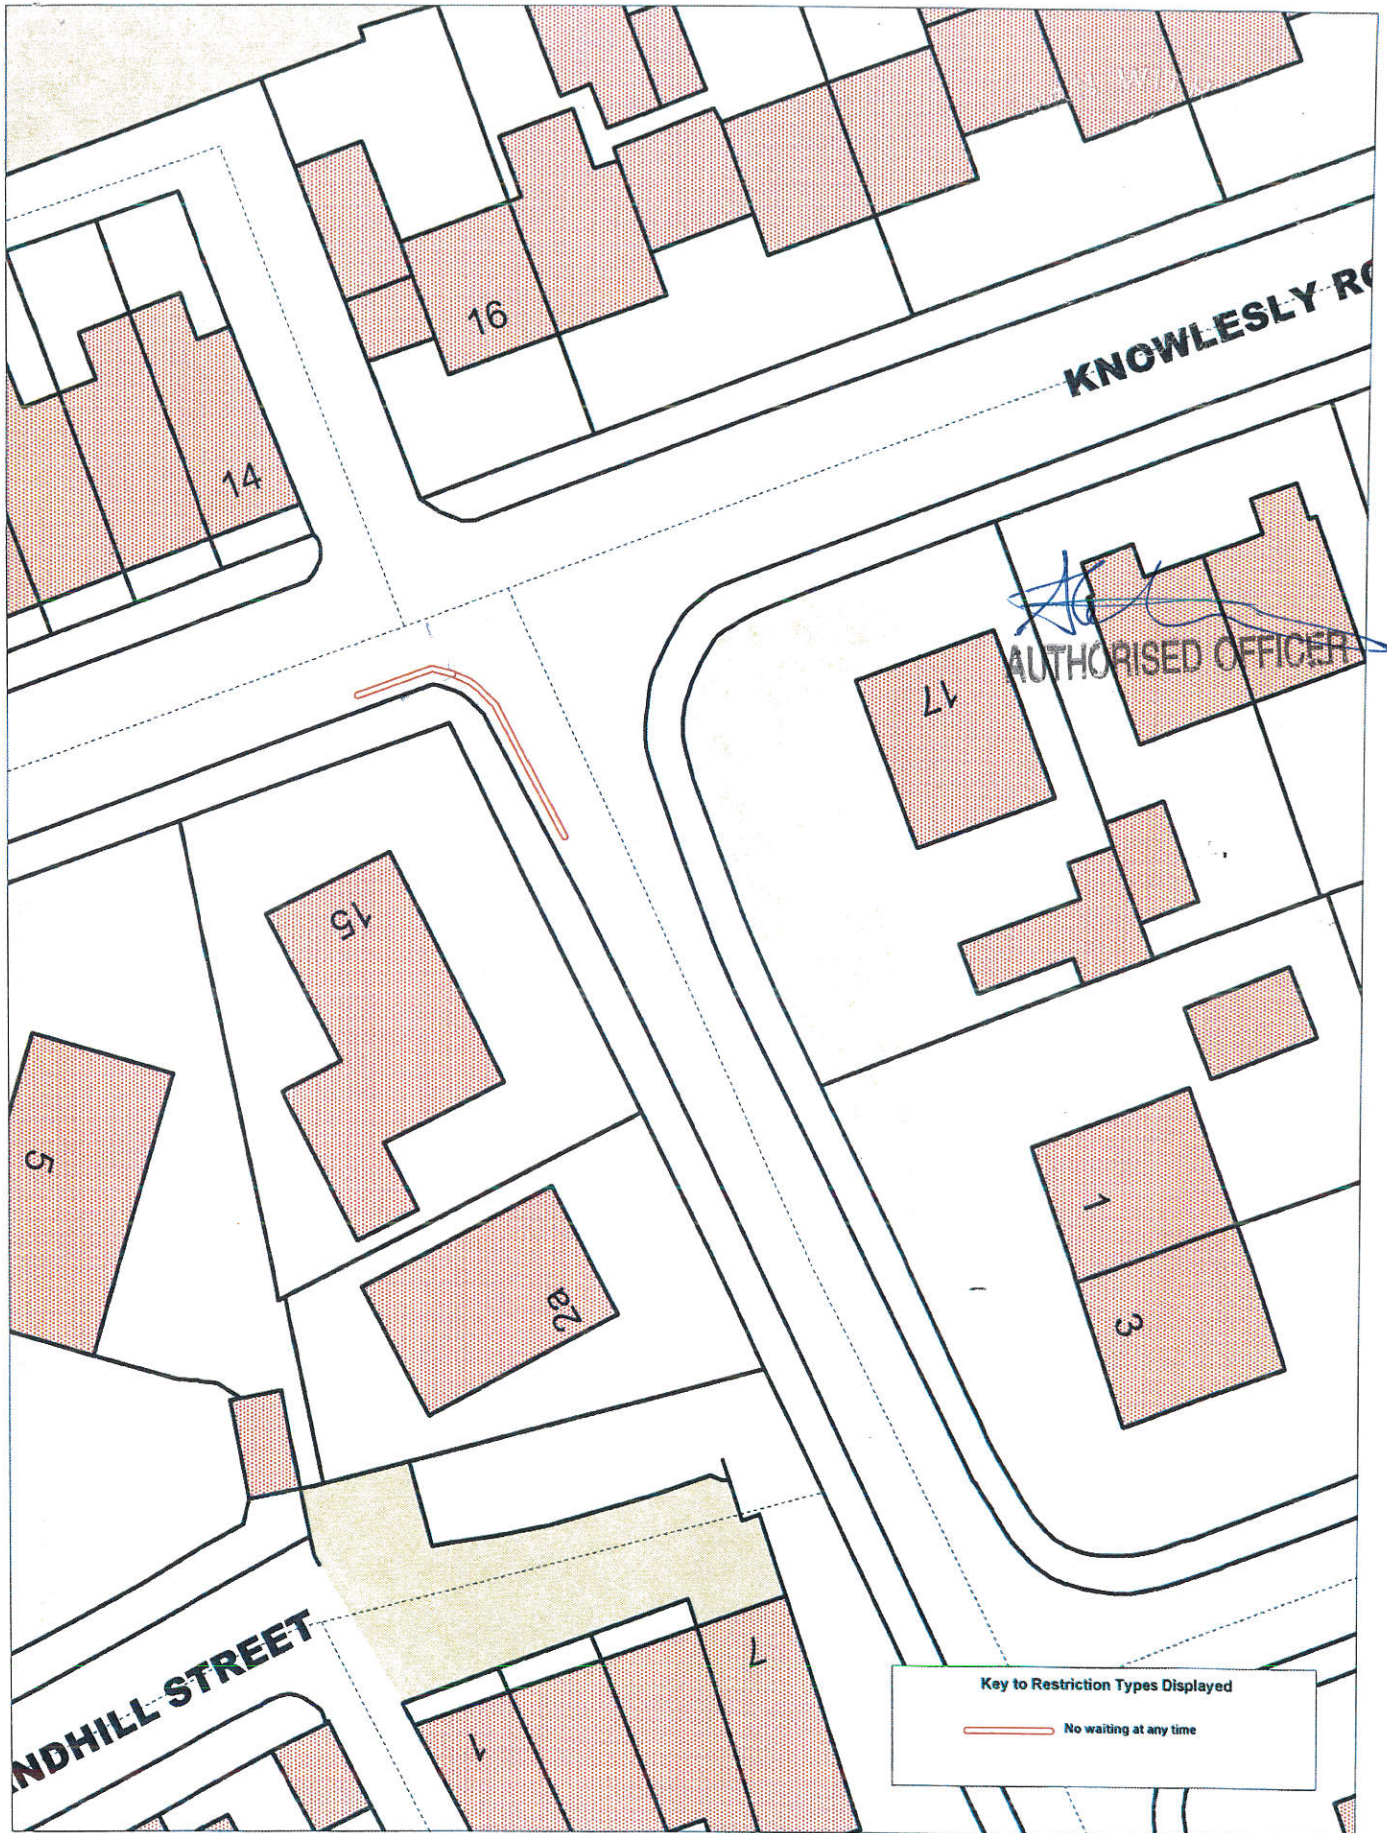 16
KNOWLESLY RO
14
AUTHORISED OFFICER
17
15
5
1
2a
3
NDHILL STREET
7
1
Key to Restriction Types Displayed
No waiting at any time